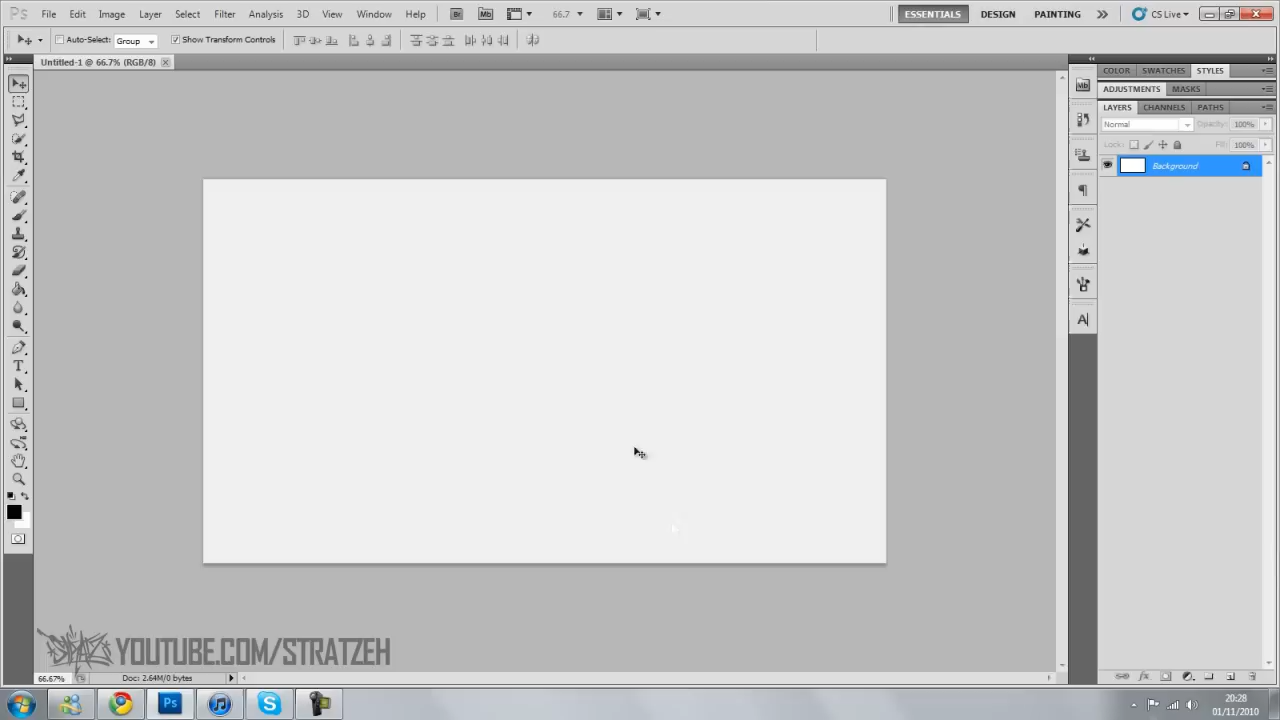 Ps File Edit Image Layer Select Filter Analysis 3D View Window Help Br Mb 66.7 ESSENTIALS DESIGN PAINTING CS Live
Auto-Select: Group Show Transform Controls
Untitled-1 @ 66.7% (RGB/8)
COLOR SWATCHES STYLES
ADJUSTMENTS MASKS
LAYERS CHANNELS PATHS
Normal Opacity: 100%
Lock: Fill: 100%
Background
YOUTUBE.COM/STRATZEH
66.67% Doc: 2.64M/0 bytes
Ps 20:28
01/11/2010